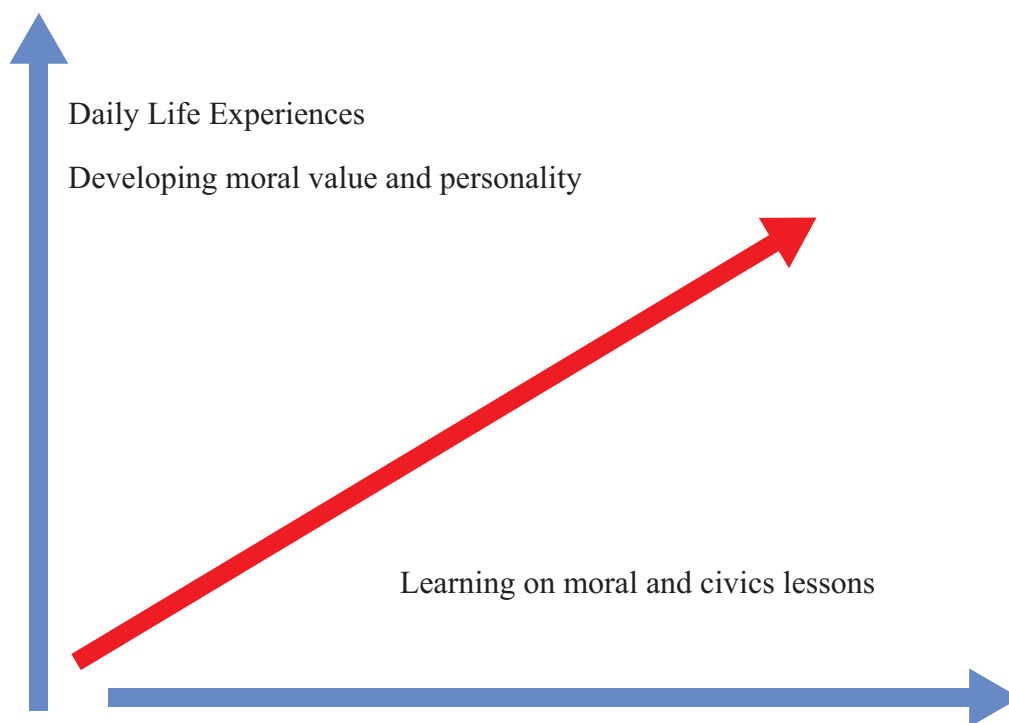 Daily Life Experiences
Developing moral value and personality
Learning on moral and civics lessons